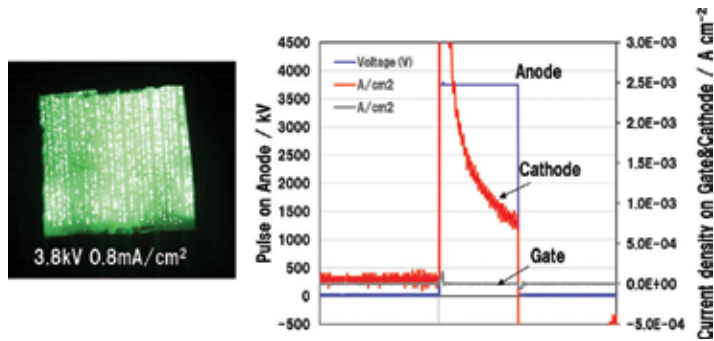 3.8kV 0.8mA/cm²
Pulse on Anode / kV
4500
4000
3500
3000
2500
2000
1500
1000
500
0
-500
Voltage (V)
A/cm2
A/cm2
Anode
Cathode
Gate
3.0E-03
2.5E-03
2.0E-03
1.5E-03
1.0E-03
5.0E-04
0.0E+00
-5.0E-04
Current density on Gate&Cathode / A cm⁻²